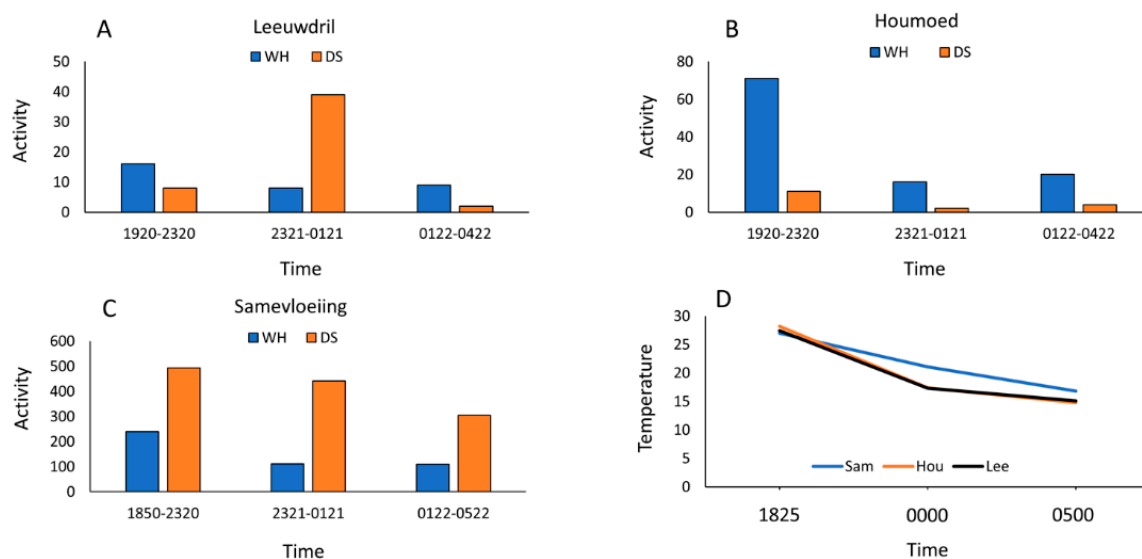 A
Leeuwdril
WH DS
50
40
30
20
10
0
Activity
1920-2320 2321-0121 0122-0422
Time
B
Houmoed
WH DS
80
60
40
20
0
Activity
1920-2320 2321-0121 0122-0422
Time
C
Samevloeiing
WH DS
600
500
400
300
200
100
0
Activity
1850-2320 2321-0121 0122-0522
Time
D
30
25
20
15
10
5
0
Temperature
Sam Hou Lee
1825 0000 0500
Time